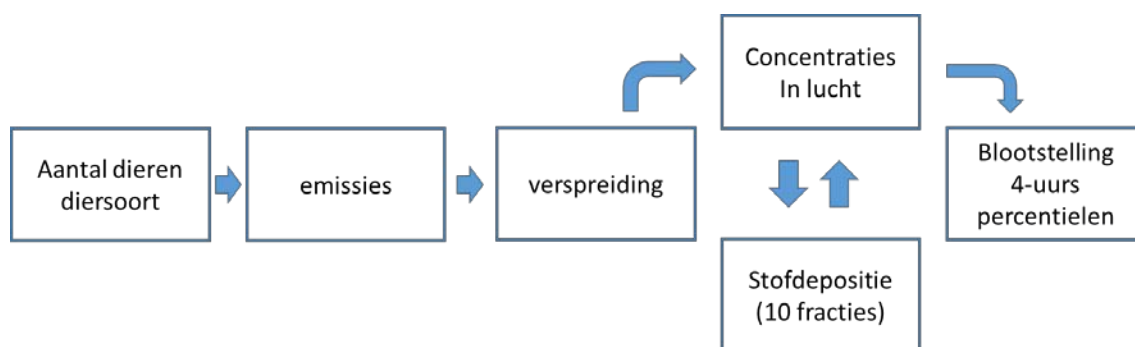 Aantal dieren
diersoort
emissies
verspreiding
Concentraties
In lucht
Stofdepositie
(10 fracties)
Blootstelling
4-uurs
percentielen